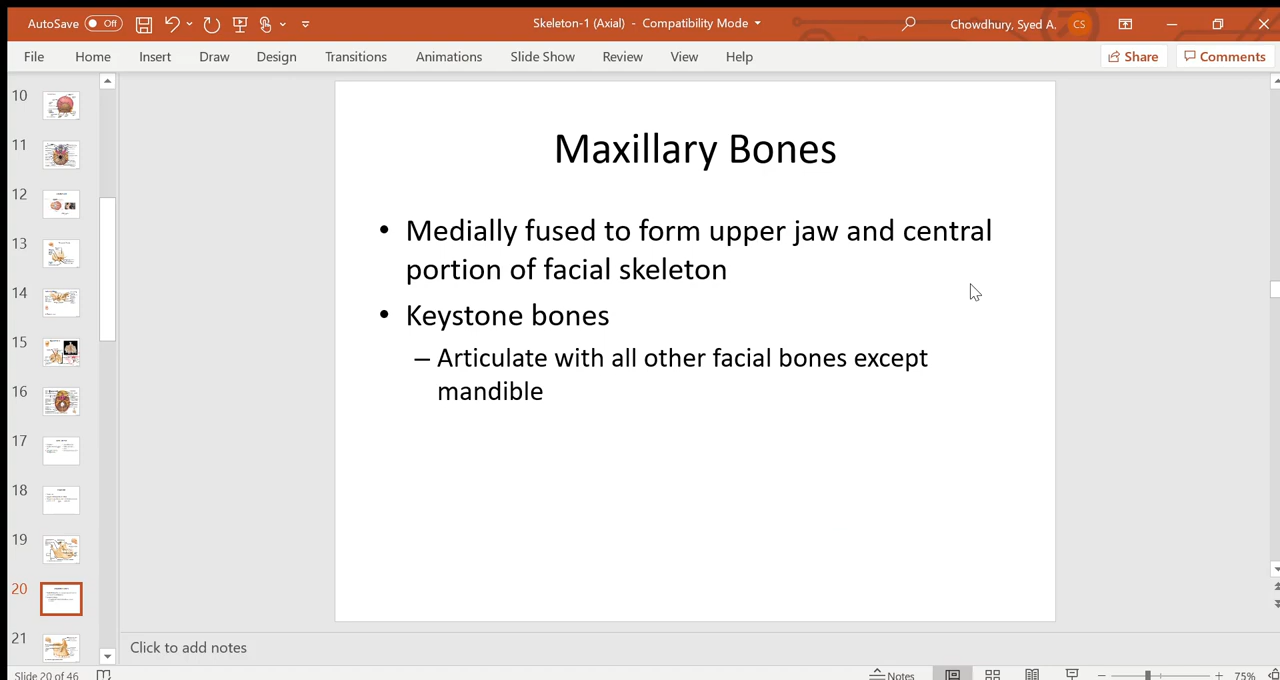 AutoSave Off Skeleton-1 (Axial) - Compatibility Mode Chowdhury, Syed A. CS
File Home Insert Draw Design Transitions Animations Slide Show Review View Help Share Comments
10
11
12
13
14
15
16
17
18
19
20
21
Maxillary Bones
• Medially fused to form upper jaw and central
portion of facial skeleton
• Keystone bones
– Articulate with all other facial bones except
mandible
Click to add notes
Slide 20 of 46 Notes 75%